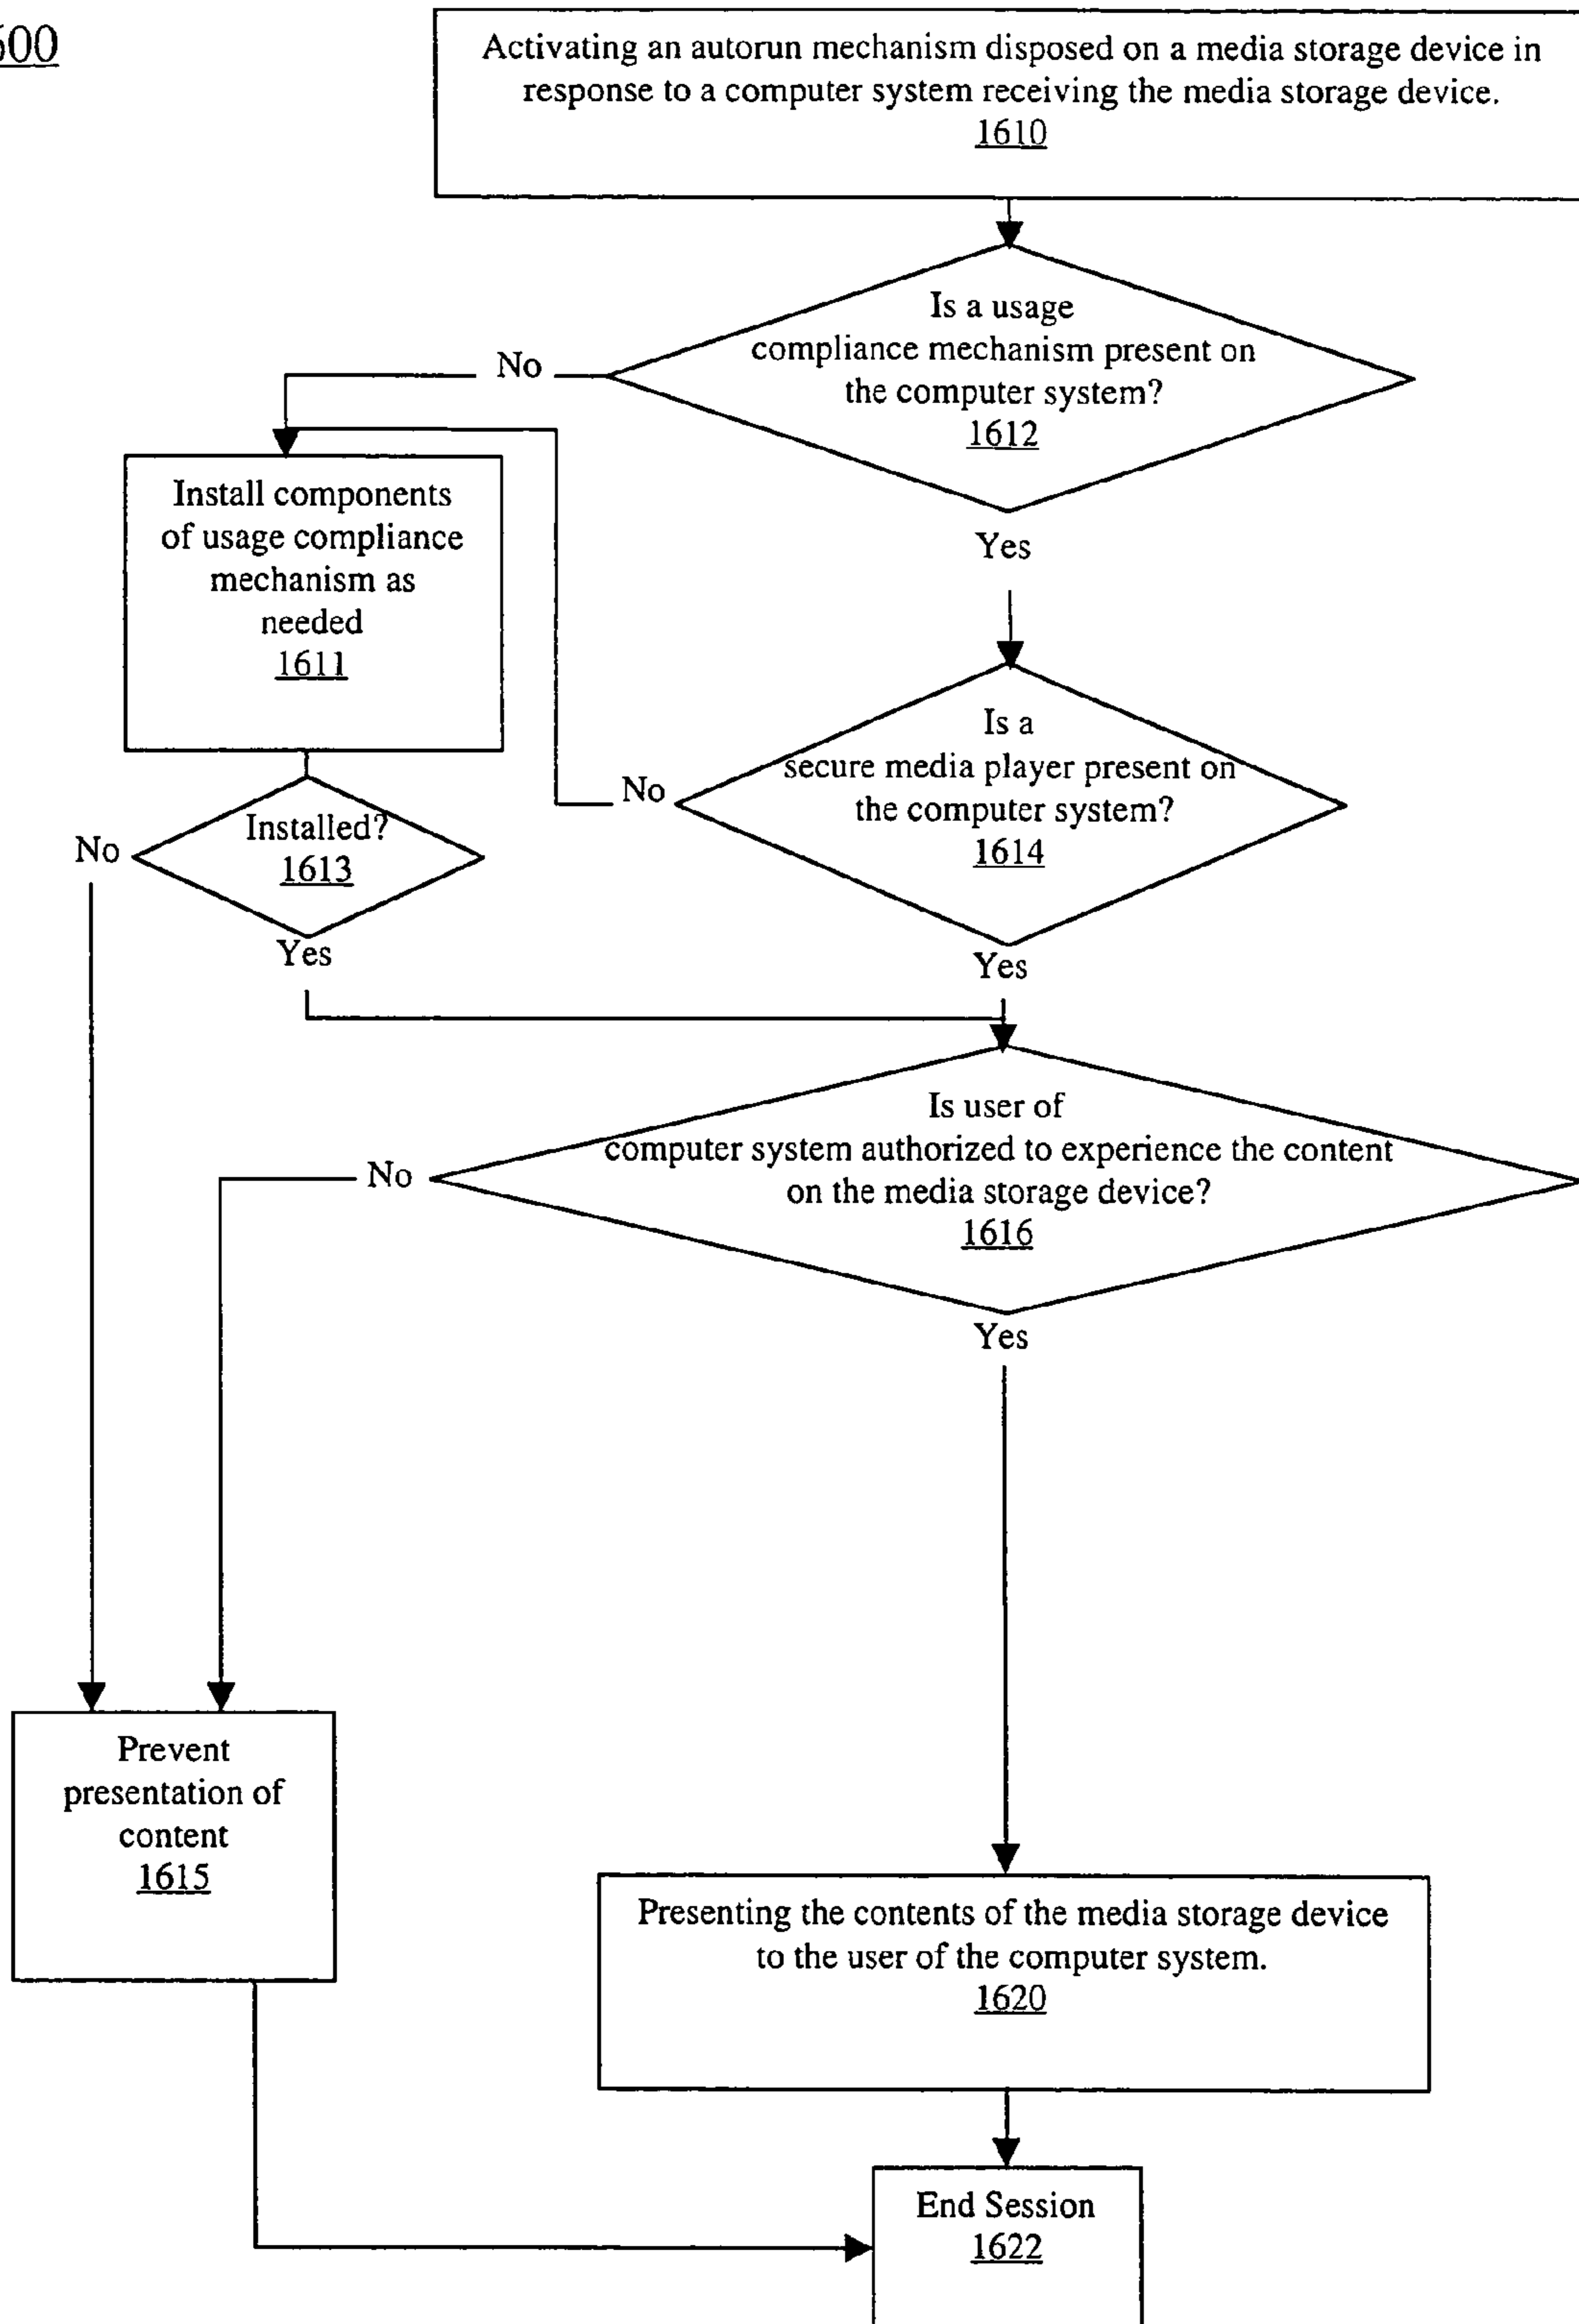 600
Activating an autorun mechanism disposed on a media storage device in
response to a computer system receiving the media storage device.
1610
Is a usage
compliance mechanism present on
the computer system?
1612
No
Yes
Install components
of usage compliance
mechanism as
needed
1611
Is a
secure media player present on
the computer system?
1614
No
Yes
Installed?
1613
No
Yes
Is user of
computer system authorized to experience the content
on the media storage device?
1616
No
Yes
Prevent
presentation of
content
1615
Presenting the contents of the media storage device
to the user of the computer system.
1620
End Session
1622